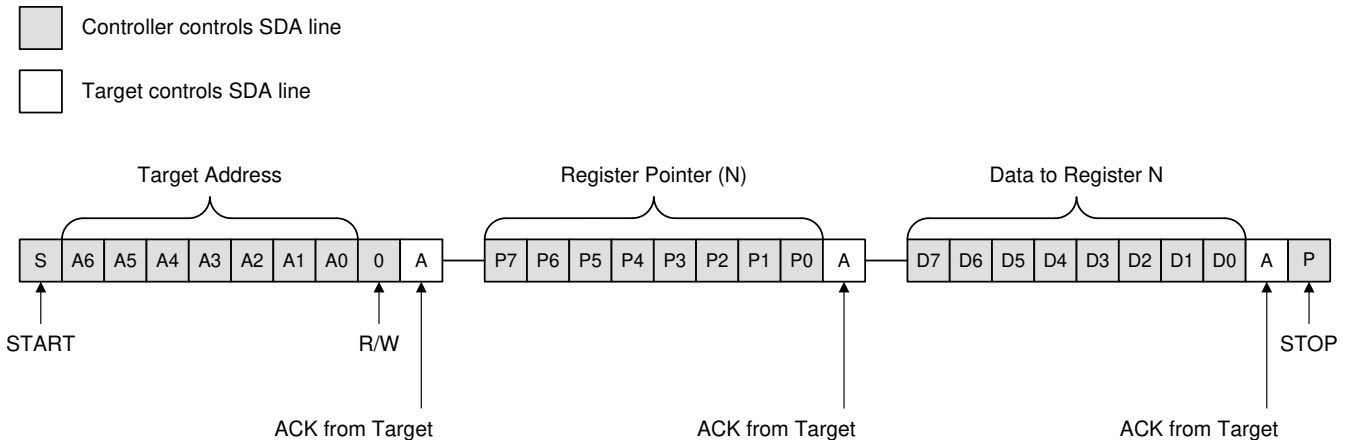 Controller controls SDA line
Target controls SDA line
Target Address Register Pointer (N) Data to Register N
S A6 A5 A4 A3 A2 A1 A0 0 A P7 P6 P5 P4 P3 P2 P1 P0 A D7 D6 D5 D4 D3 D2 D1 D0 A P
START R/W STOP
ACK from Target ACK from Target ACK from Target